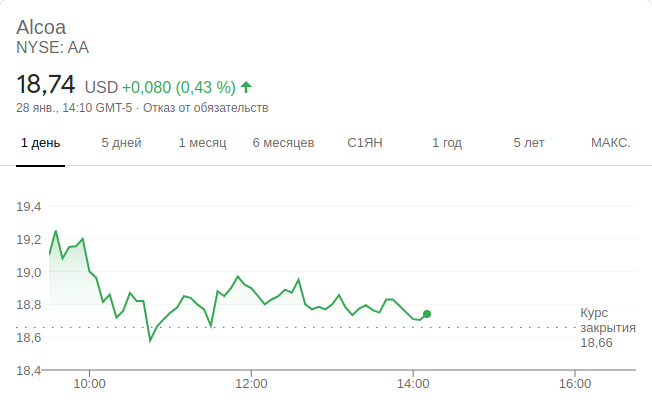 Alcoa
NYSE: AA
18,74 USD +0,080 (0,43 %)
28 янв., 14:10 GMT-5 · Отказ от обязательств
1 день 5 дней 1 месяц 6 месяцев С1ЯН 1 год 5 лет МАКС.
19,4
19,2
19,0
18,8
18,6
18,4
Курс
закрытия
18,66
10:00 12:00 14:00 16:00